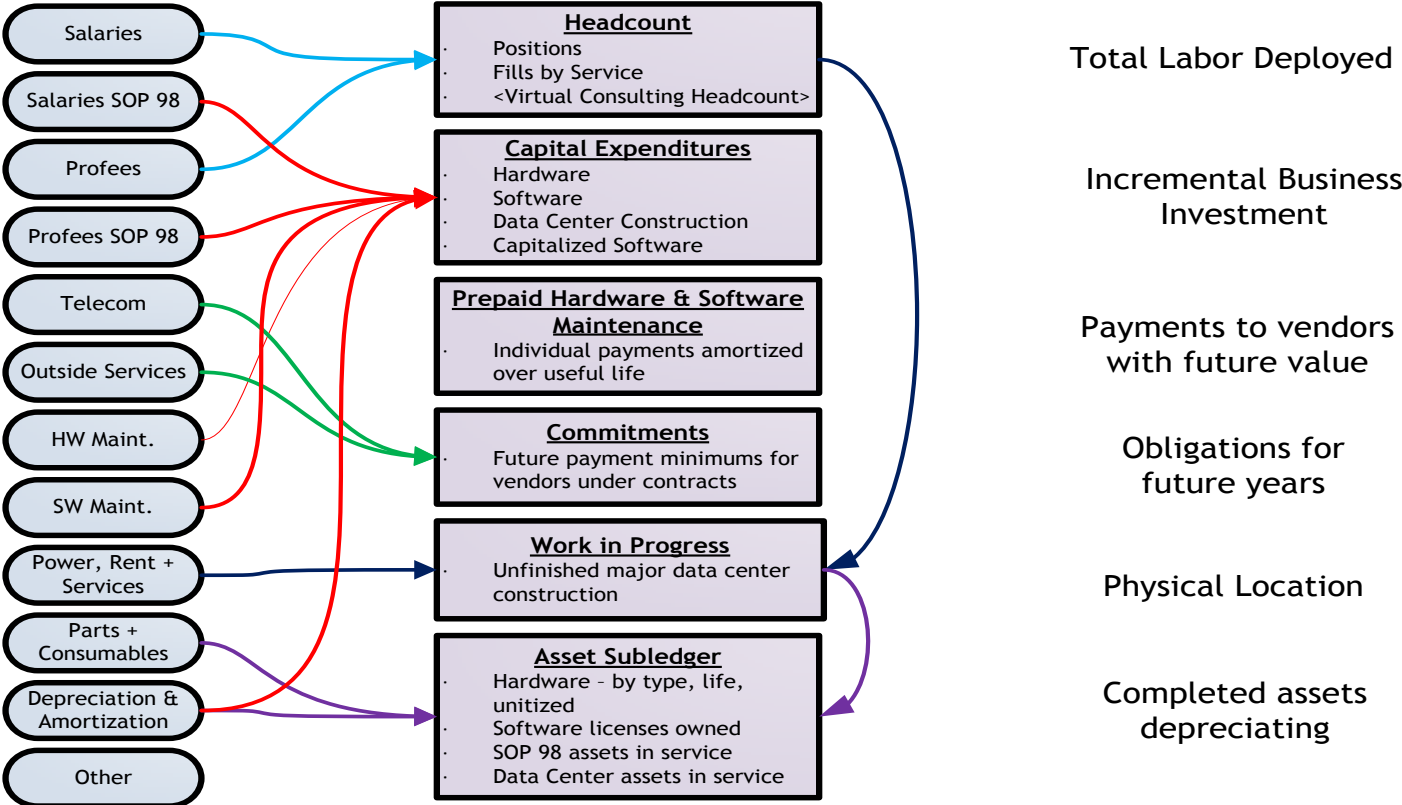 Salaries
Salaries SOP 98
Profees
Profees SOP 98
Telecom
Outside Services
HW Maint.
SW Maint.
Power, Rent +
Services
Parts +
Consumables
Depreciation &
Amortization
Other
Headcount
· Positions
· Fills by Service
· <Virtual Consulting Headcount>
Capital Expenditures
· Hardware
· Software
· Data Center Construction
· Capitalized Software
Prepaid Hardware & Software
Maintenance
· Individual payments amortized
over useful life
Commitments
· Future payment minimums for
vendors under contracts
Work in Progress
· Unfinished major data center
construction
Asset Subledger
· Hardware – by type, life,
unitized
· Software licenses owned
· SOP 98 assets in service
· Data Center assets in service
Total Labor Deployed
Incremental Business
Investment
Payments to vendors
with future value
Obligations for
future years
Physical Location
Completed assets
depreciating